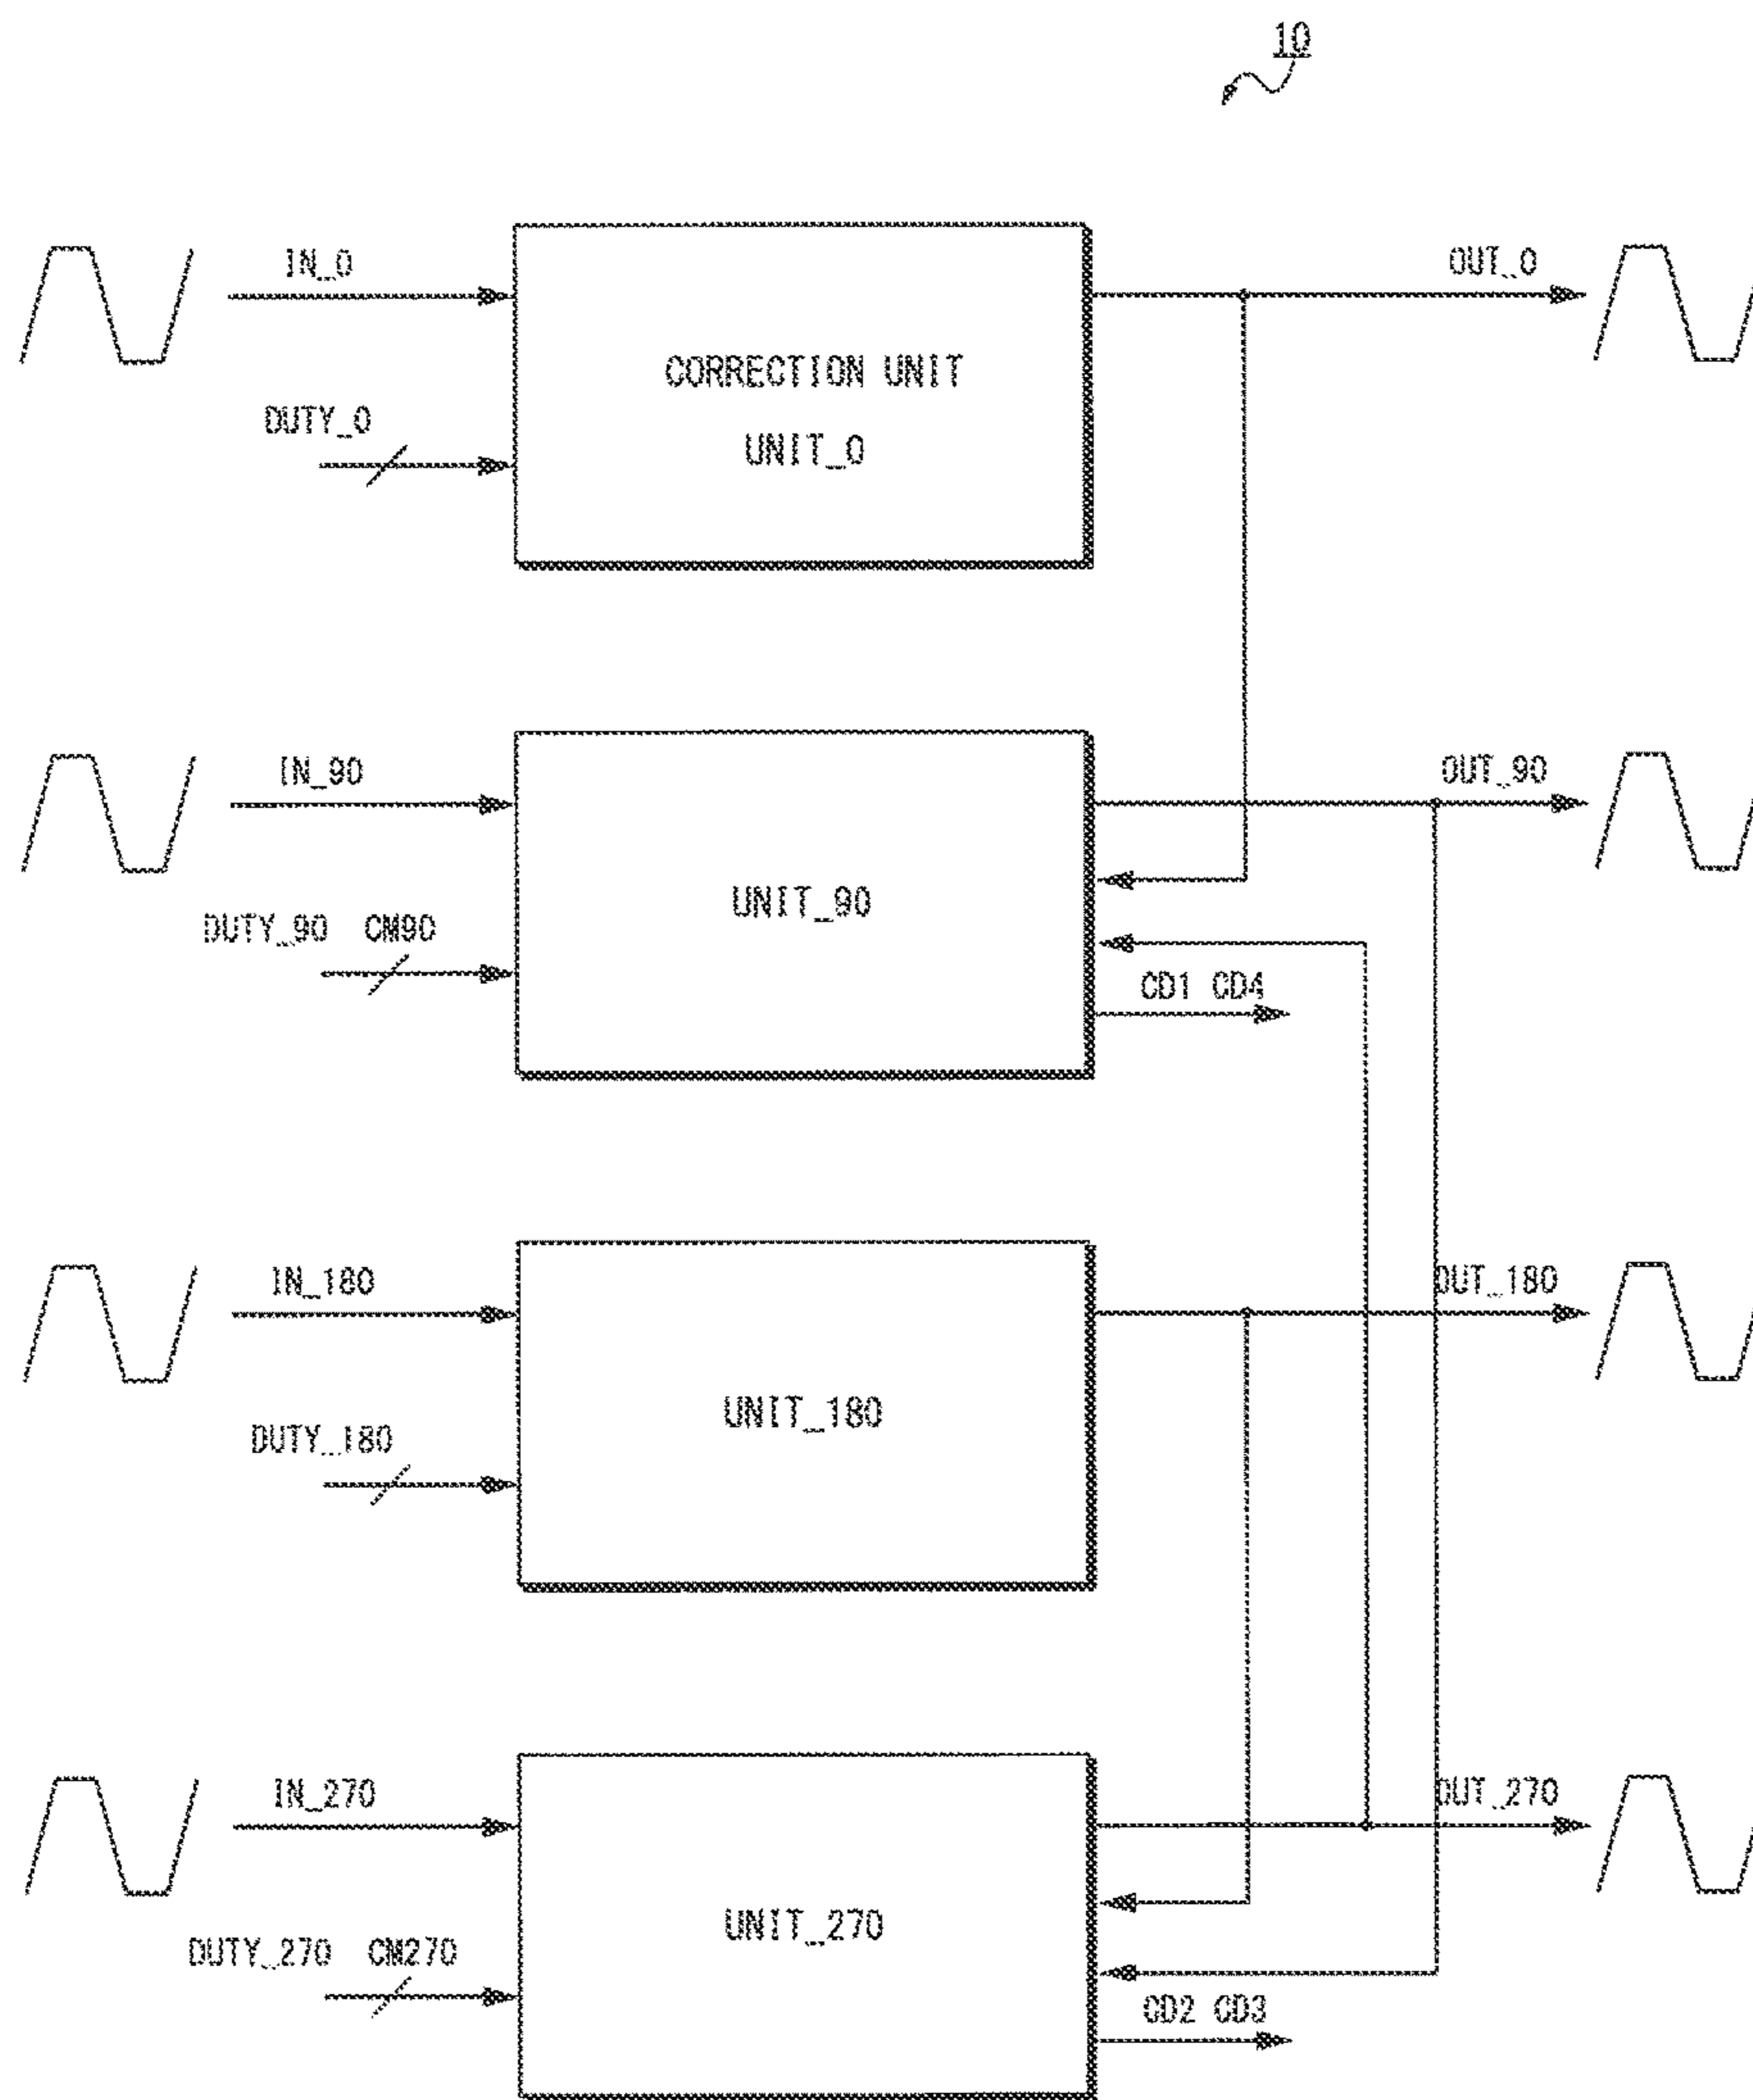 10
IN_0
OUT_0
CORRECTION UNIT
UNIT_0
DUTY_0
IN_90
OUT_90
UNIT_90
DUTY_90 CM90
CD1 CD4
IN_180
OUT_180
UNIT_180
DUTY_180
IN_270
OUT_270
UNIT_270
DUTY_270 CM270
CD2 CD3